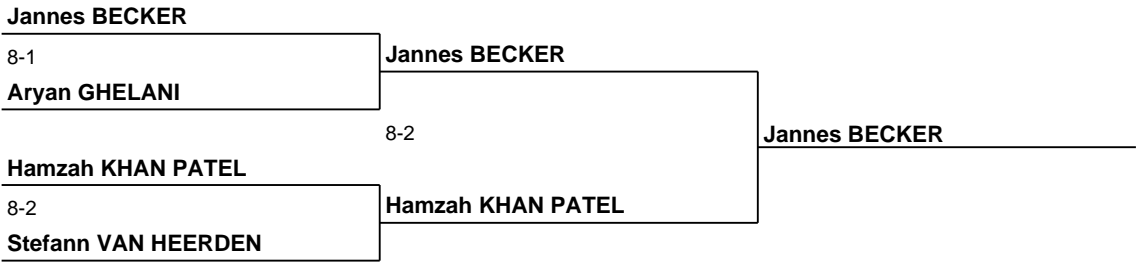 Jannes BECKER
8-1
Aryan GHELANI
Jannes BECKER
8-2
Hamzah KHAN PATEL
8-2
Stefann VAN HEERDEN
Hamzah KHAN PATEL
Jannes BECKER